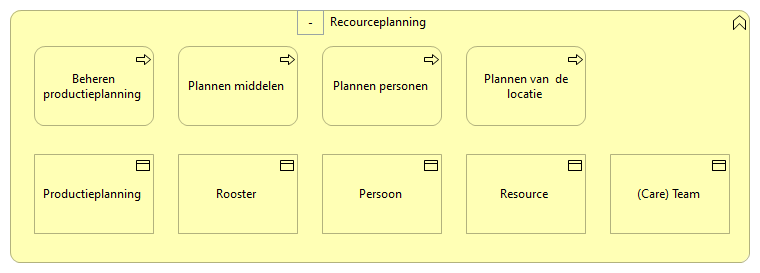 - Recourceplanning
Beheren
productieplanning
Plannen middelen
Plannen personen
Plannen van de
locatie
Productieplanning
Rooster
Persoon
Resource
(Care) Team